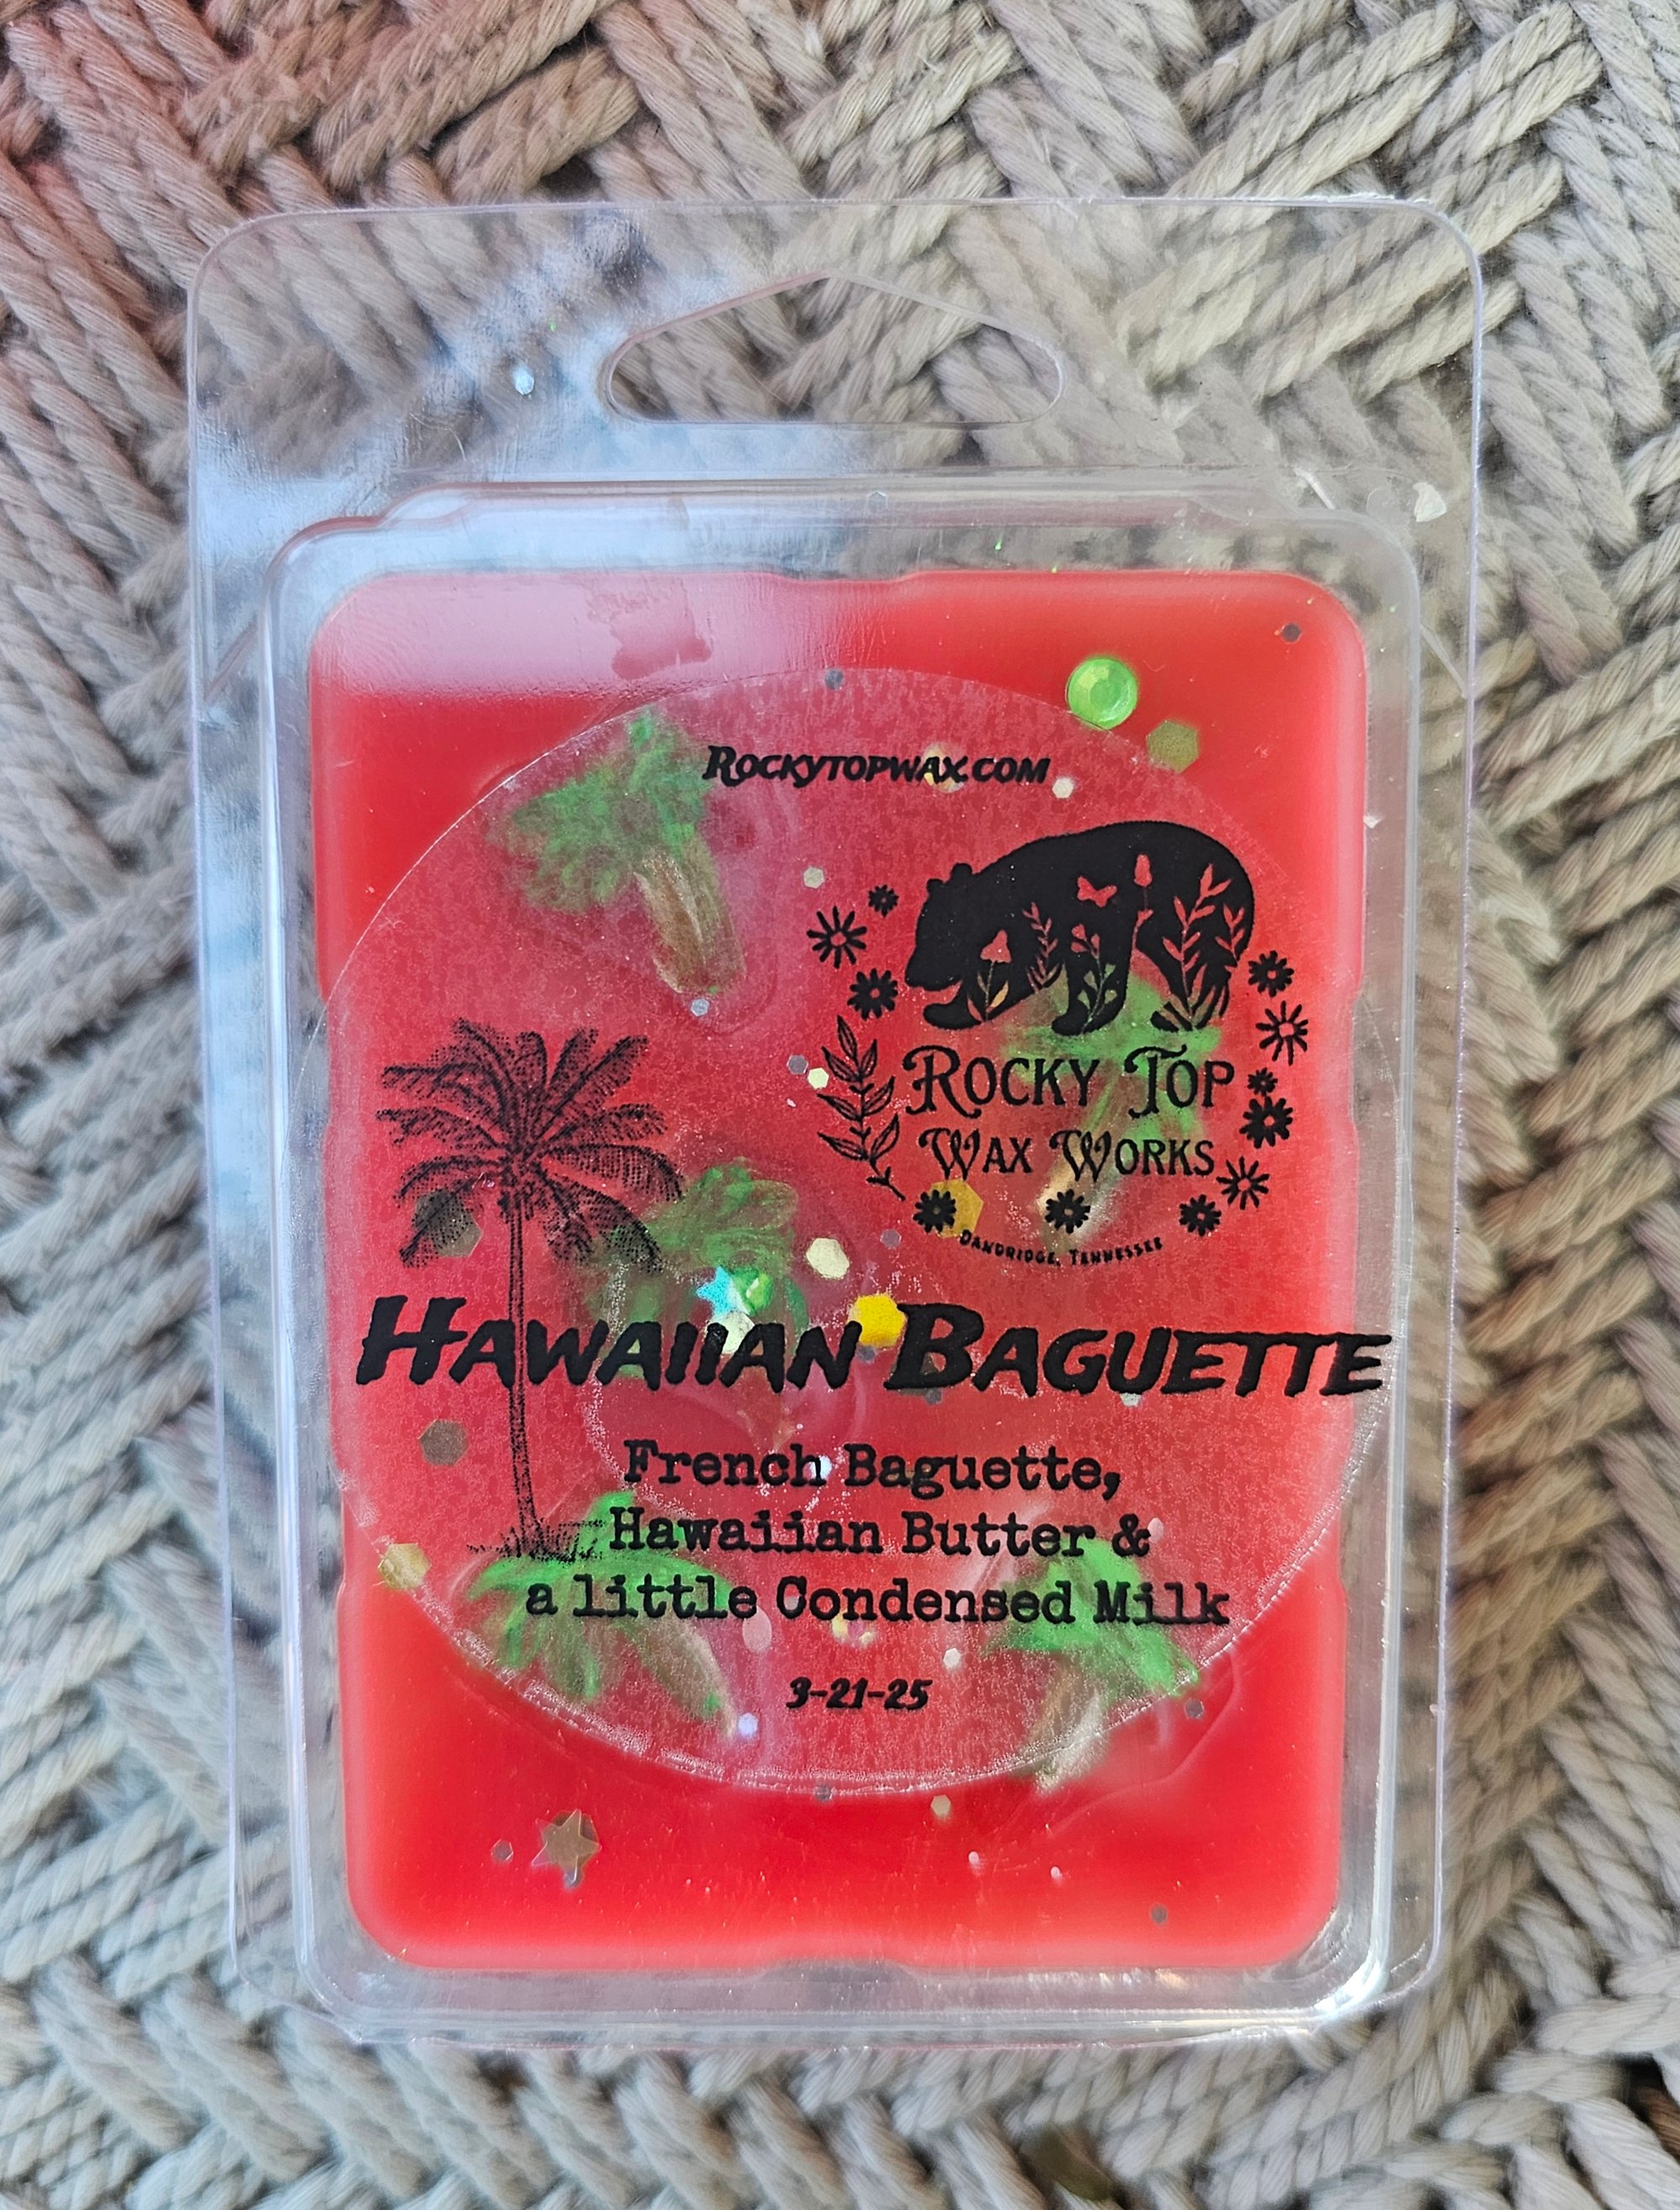 ROCKYTOPWAX.COM
ROCKY TOP
WAX WORKS
DANDRIDGE, TENNESSEE
HAWAIIAN BAGUETTE
French Baguette,
Hawaiian Butter &
a little Condensed Milk
3-21-25